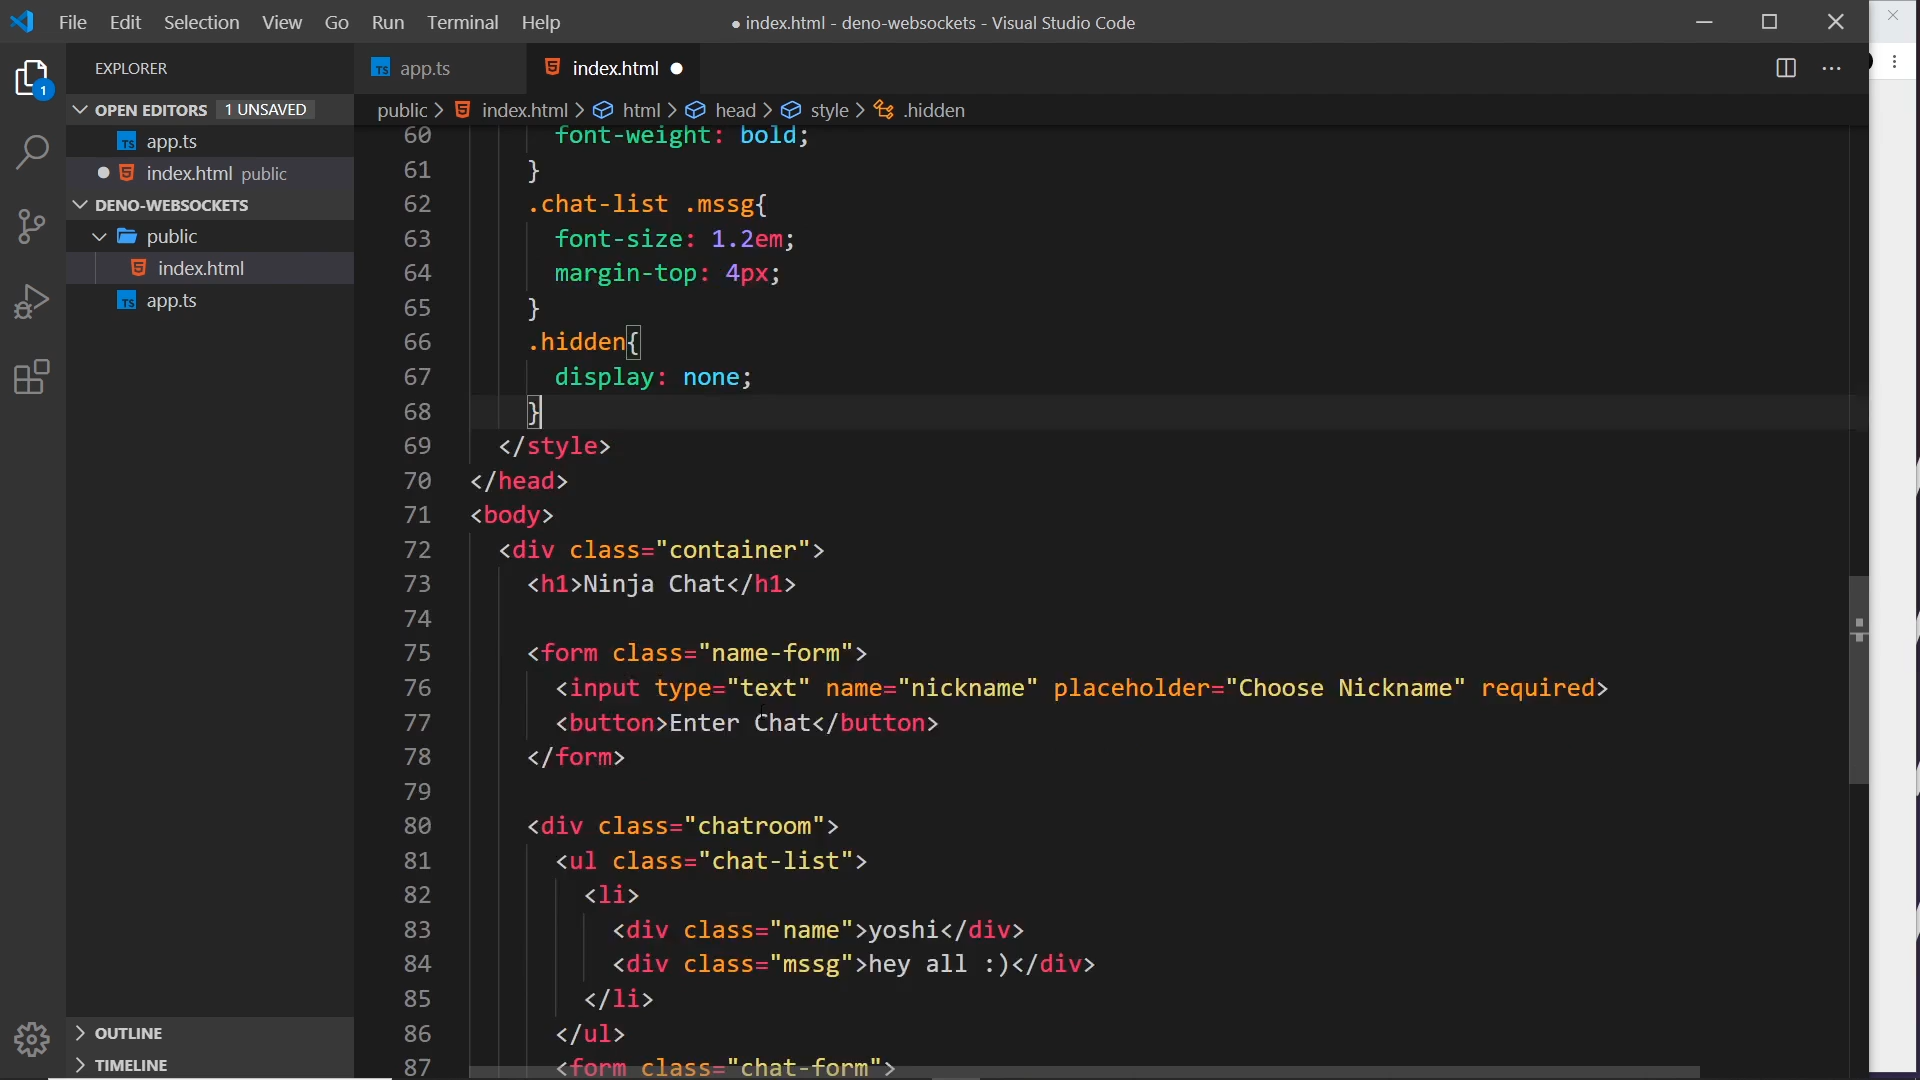 File Edit Selection View Go Run Terminal Help
● index.html - deno-websockets - Visual Studio Code
1
EXPLORER
OPEN EDITORS 1 UNSAVED
TS app.ts
● index.html public
DENO-WEBSOCKETS
public
index.html
TS app.ts
OUTLINE
TIMELINE
TS app.ts
index.html ●
public > index.html > html > head > style > .hidden
60 font-weight: bold;
61 }
62 .chat-list .mssg{
63 font-size: 1.2em;
64 margin-top: 4px;
65 }
66 .hidden{
67 display: none;
68 }
69 </style>
70 </head>
71 <body>
72 <div class="container">
73 <h1>Ninja Chat</h1>
74
75 <form class="name-form">
76 <input type="text" name="nickname" placeholder="Choose Nickname" required>
77 <button>Enter Chat</button>
78 </form>
79
80 <div class="chatroom">
81 <ul class="chat-list">
82 <li>
83 <div class="name">yoshi</div>
84 <div class="mssg">hey all :)</div>
85 </li>
86 </ul>
87 <form class="chat-form">